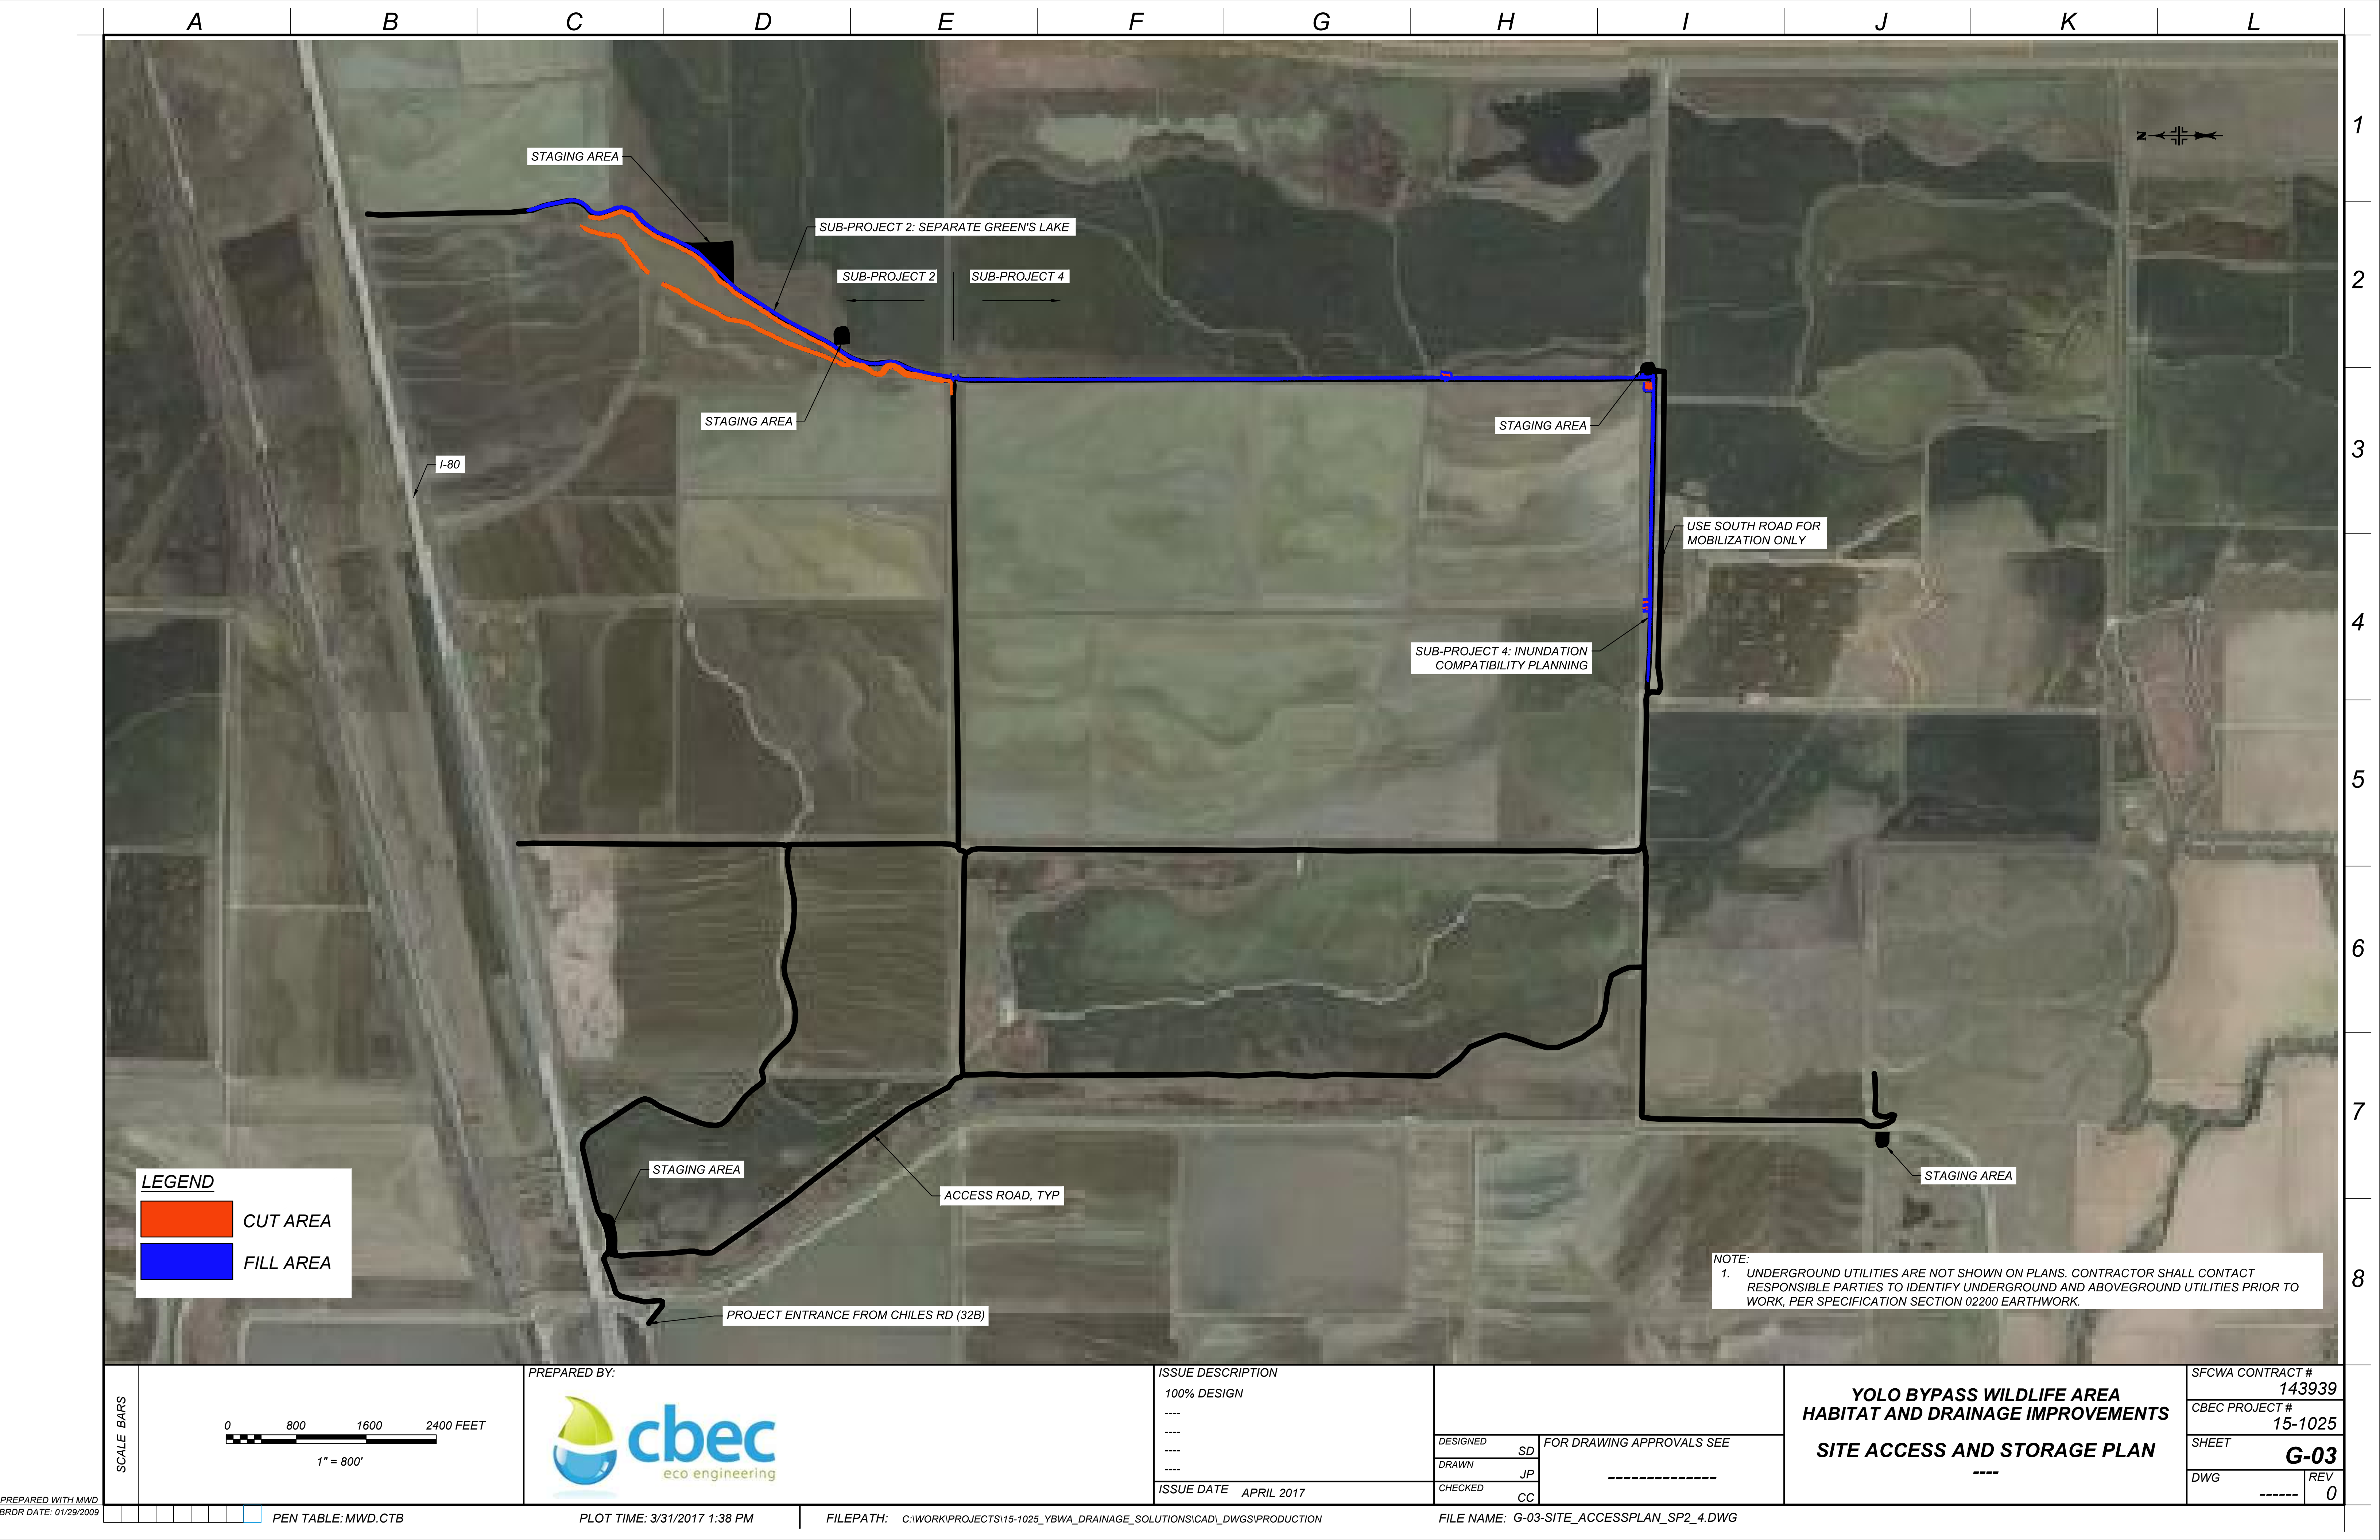 A B C D E F G H I J K L
1
2
3
4
5
6
7
8
N
STAGING AREA
SUB-PROJECT 2: SEPARATE GREEN'S LAKE
SUB-PROJECT 2
SUB-PROJECT 4
STAGING AREA
STAGING AREA
I-80
USE SOUTH ROAD FOR
MOBILIZATION ONLY
SUB-PROJECT 4: INUNDATION
COMPATIBILITY PLANNING
STAGING AREA
ACCESS ROAD, TYP
STAGING AREA
PROJECT ENTRANCE FROM CHILES RD (32B)
LEGEND
CUT AREA
FILL AREA
NOTE:
1. UNDERGROUND UTILITIES ARE NOT SHOWN ON PLANS. CONTRACTOR SHALL CONTACT
RESPONSIBLE PARTIES TO IDENTIFY UNDERGROUND AND ABOVEGROUND UTILITIES PRIOR TO
WORK, PER SPECIFICATION SECTION 02200 EARTHWORK.
SCALE BARS
0 800 1600 2400 FEET
1" = 800'
PREPARED BY:
cbec
eco engineering
ISSUE DESCRIPTION
100% DESIGN
----
----
----
----
ISSUE DATE APRIL 2017
DESIGNED SD
DRAWN JP
CHECKED CC
FOR DRAWING APPROVALS SEE
--------------
YOLO BYPASS WILDLIFE AREA
HABITAT AND DRAINAGE IMPROVEMENTS
SITE ACCESS AND STORAGE PLAN
----
SFCWA CONTRACT #
143939
CBEC PROJECT #
15-1025
SHEET
G-03
DWG
------
REV
0
PREPARED WITH MWD
BRDR DATE: 01/29/2009
PEN TABLE: MWD.CTB
PLOT TIME: 3/31/2017 1:38 PM
FILEPATH: C:\WORK\PROJECTS\15-1025_YBWA_DRAINAGE_SOLUTIONS\CAD\_DWGS\PRODUCTION
FILE NAME: G-03-SITE_ACCESSPLAN_SP2_4.DWG